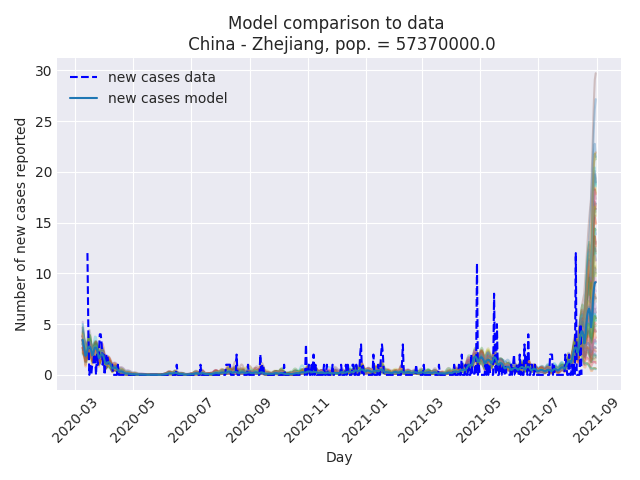 Model comparison to data
China - Zhejiang, pop. = 57370000.0
new cases data
new cases model
Number of new cases reported
30
25
20
15
10
5
0
2020-03
2020-05
2020-07
2020-09
2020-11
2021-01
2021-03
2021-05
2021-07
2021-09
Day